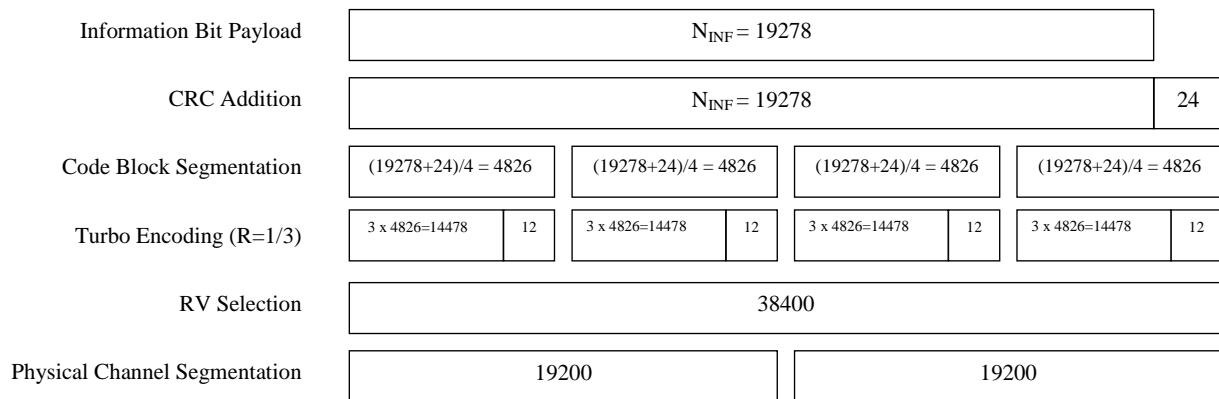 Information Bit Payload N_INF = 19278
CRC Addition N_INF = 19278 24
Code Block Segmentation (19278+24)/4 = 4826 (19278+24)/4 = 4826 (19278+24)/4 = 4826 (19278+24)/4 = 4826
Turbo Encoding (R=1/3) 3 x 4826=14478 12 3 x 4826=14478 12 3 x 4826=14478 12 3 x 4826=14478 12
RV Selection 38400
Physical Channel Segmentation 19200 19200